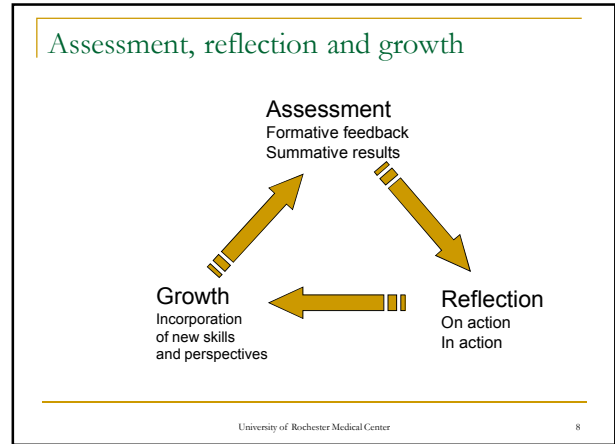 Assessment, reflection and growth
Assessment
Formative feedback
Summative results
Growth
Incorporation
of new skills
and perspectives
Reflection
On action
In action
University of Rochester Medical Center
8